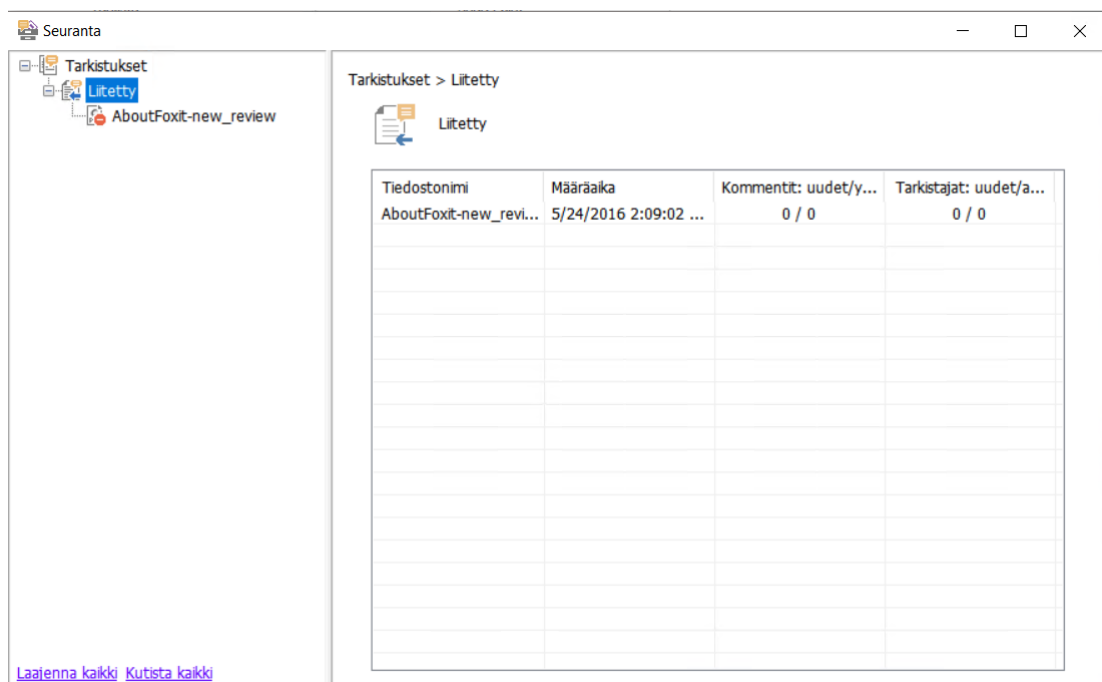 Seuranta
Tarkistukset
Liitetty
AboutFoxit-new_review
Laajenna kaikki Kutista kaikki
Tarkistukset > Liitetty
Liitetty
Tiedostonimi Määräaika Kommentit: uudet/y... Tarkistajat: uudet/a...
AboutFoxit-new_revi... 5/24/2016 2:09:02 ... 0 / 0 0 / 0